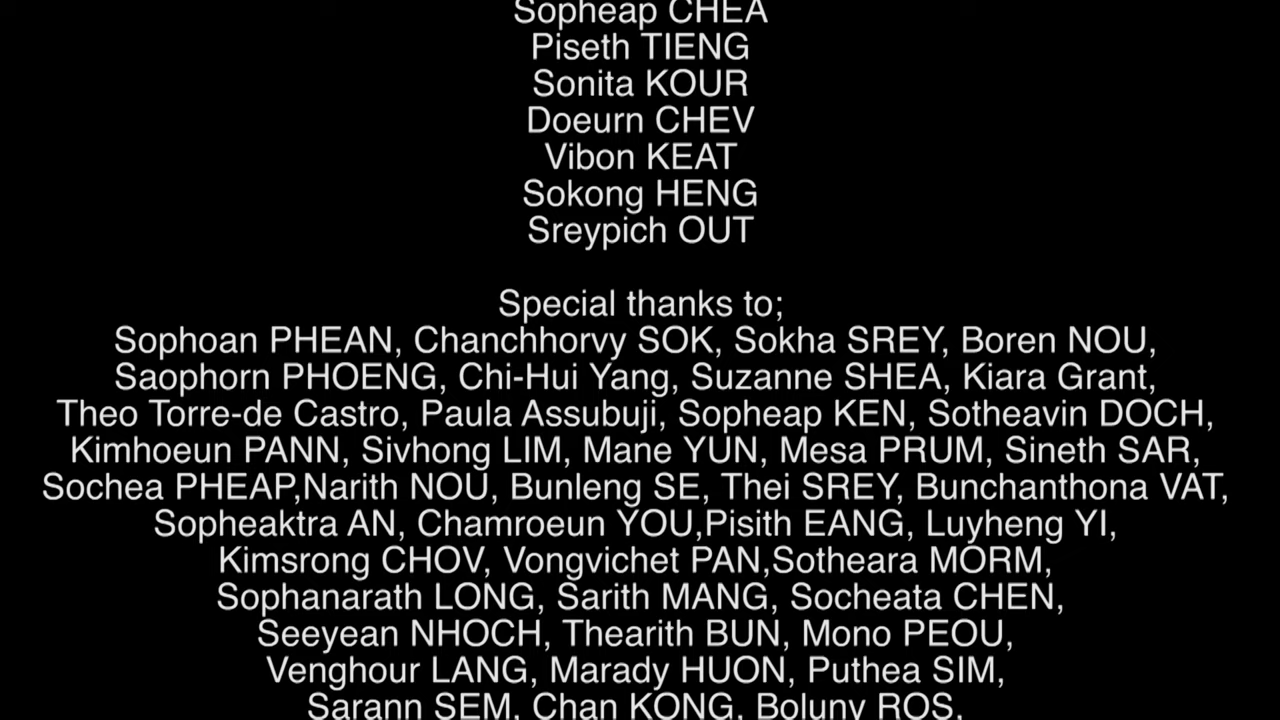 Sopheap CHEA
Piseth TIENG
Sonita KOUR
Doeurn CHEV
Vibon KEAT
Sokong HENG
Sreypich OUT
Special thanks to;
Sophoan PHEAN, Chanchhorvy SOK, Sokha SREY, Boren NOU,
Saophorn PHOENG, Chi-Hui Yang, Suzanne SHEA, Kiara Grant,
Theo Torre-de Castro, Paula Assubuji, Sopheap KEN, Sotheavin DOCH,
Kimhoeun PANN, Sivhong LIM, Mane YUN, Mesa PRUM, Sineth SAR,
Sochea PHEAP,Narith NOU, Bunleng SE, Thei SREY, Bunchanthona VAT,
Sopheaktra AN, Chamroeun YOU,Pisith EANG, Luyheng YI,
Kimsrong CHOV, Vongvichet PAN,Sotheara MORM,
Sophanarath LONG, Sarith MANG, Socheata CHEN,
Seeyean NHOCH, Thearith BUN, Mono PEOU,
Venghour LANG, Marady HUON, Puthea SIM,
Sarann SEM, Chan KONG, Boluny ROS,